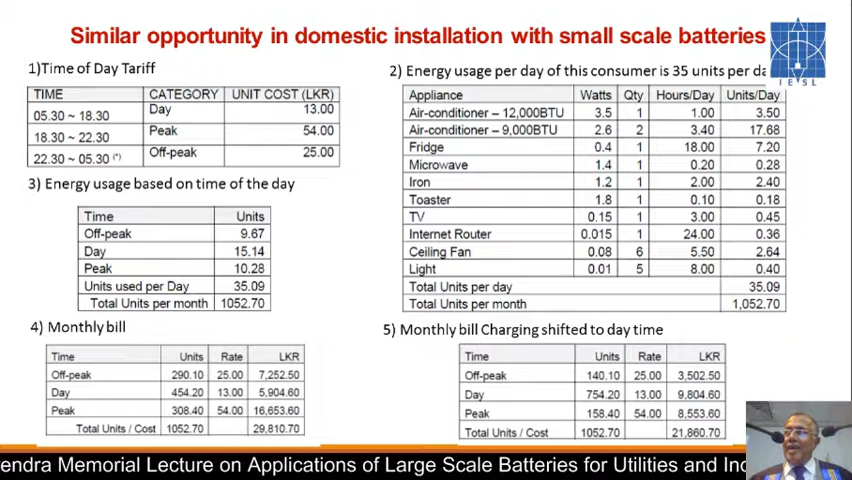 Similar opportunity in domestic installation with small scale batteries
IESL
1)Time of Day Tariff
TIME CATEGORY UNIT COST (LKR)
05.30 ~ 18.30 Day 13.00
18.30 ~ 22.30 Peak 54.00
22.30 ~ 05.30 (*) Off-peak 25.00
3) Energy usage based on time of the day
Time Units
Off-peak 9.67
Day 15.14
Peak 10.28
Units used per Day 35.09
Total Units per month 1052.70
4) Monthly bill
Time Units Rate LKR
Off-peak 290.10 25.00 7,252.50
Day 454.20 13.00 5,904.60
Peak 308.40 54.00 16,653.60
Total Units / Cost 1052.70 29,810.70
2) Energy usage per day of this consumer is 35 units per da
Appliance Watts Qty Hours/Day Units/Day
Air-conditioner – 12,000BTU 3.5 1 1.00 3.50
Air-conditioner – 9,000BTU 2.6 2 3.40 17.68
Fridge 0.4 1 18.00 7.20
Microwave 1.4 1 0.20 0.28
Iron 1.2 1 2.00 2.40
Toaster 1.8 1 0.10 0.18
TV 0.15 1 3.00 0.45
Internet Router 0.015 1 24.00 0.36
Ceiling Fan 0.08 6 5.50 2.64
Light 0.01 5 8.00 0.40
Total Units per day 35.09
Total Units per month 1,052.70
5) Monthly bill Charging shifted to day time
Time Units Rate LKR
Off-peak 140.10 25.00 3,502.50
Day 754.20 13.00 9,804.60
Peak 158.40 54.00 8,553.60
Total Units / Cost 1052.70 21,860.70
endra Memorial Lecture on Applications of Large Scale Batteries for Utilities and Ind